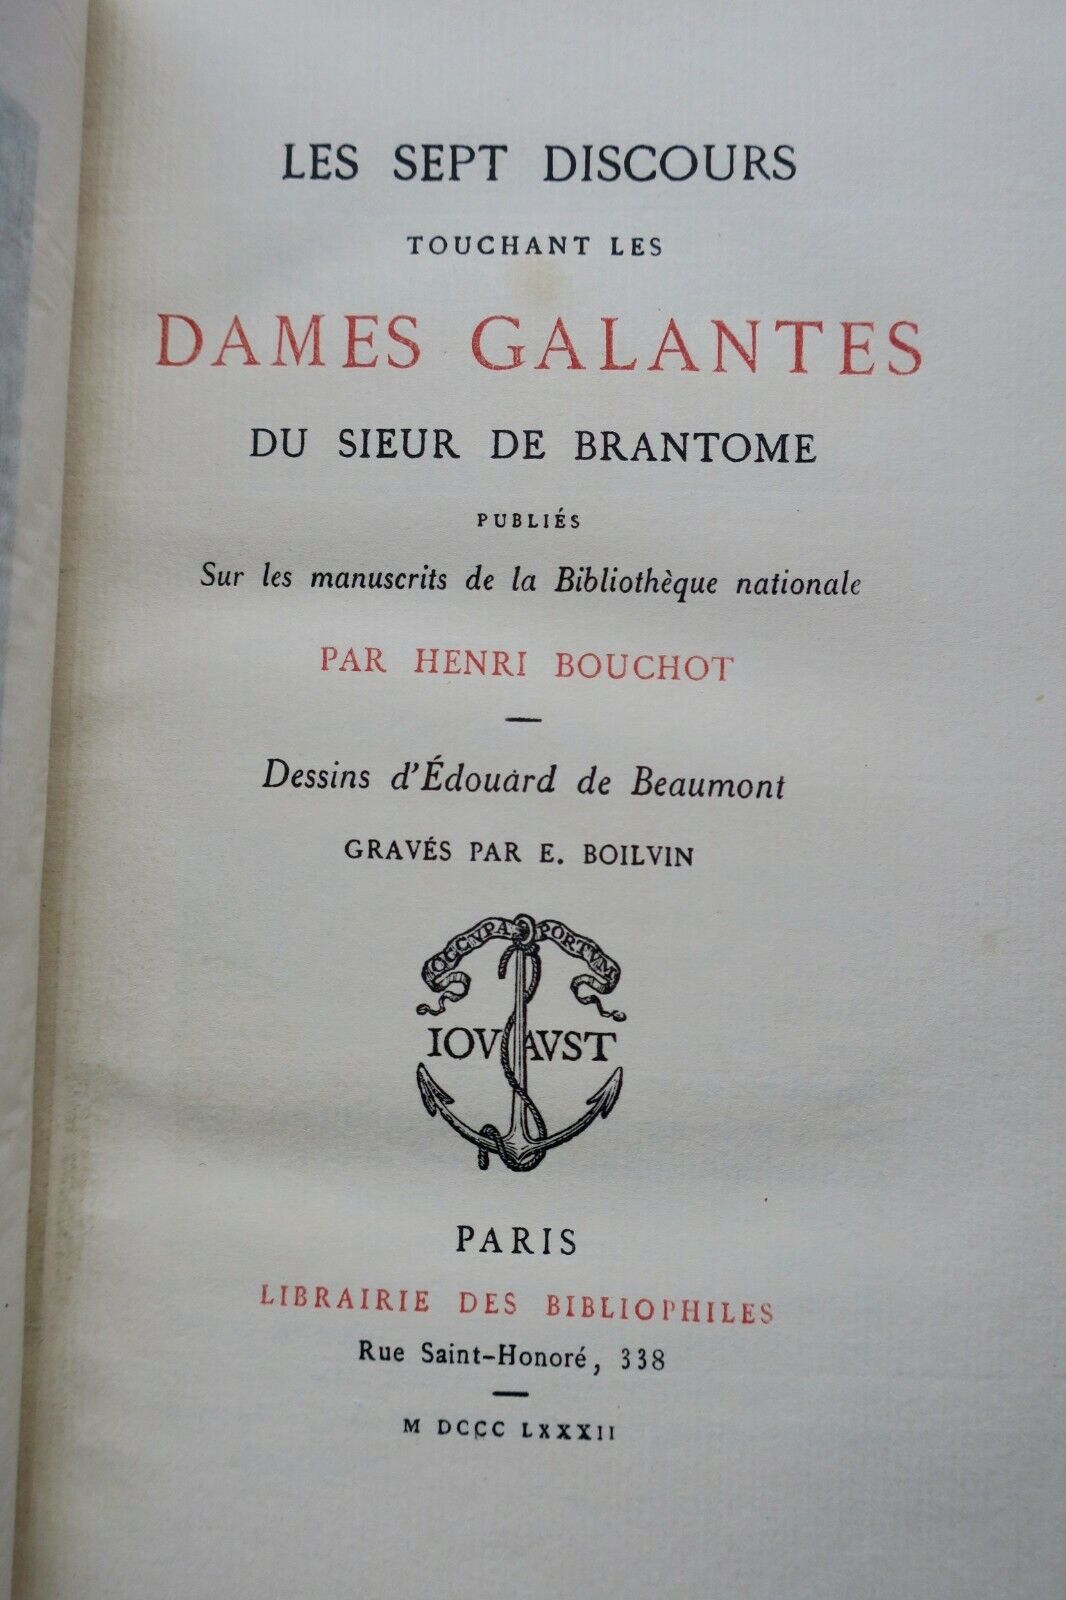 LES SEPT DISCOURS
TOUCHANT LES
DAMES GALANTES
DU SIEUR DE BRANTOME
PUBLIÉS
Sur les manuscrits de la Bibliothèque nationale
PAR HENRI BOUCHOT
Dessins d'Édouard de Beaumont
GRAVÉS PAR E. BOILVIN
OCCVPA PORTVM
IOV AVST
PARIS
LIBRAIRIE DES BIBLIOPHILES
Rue Saint-Honoré, 338
M DCCC LXXXII